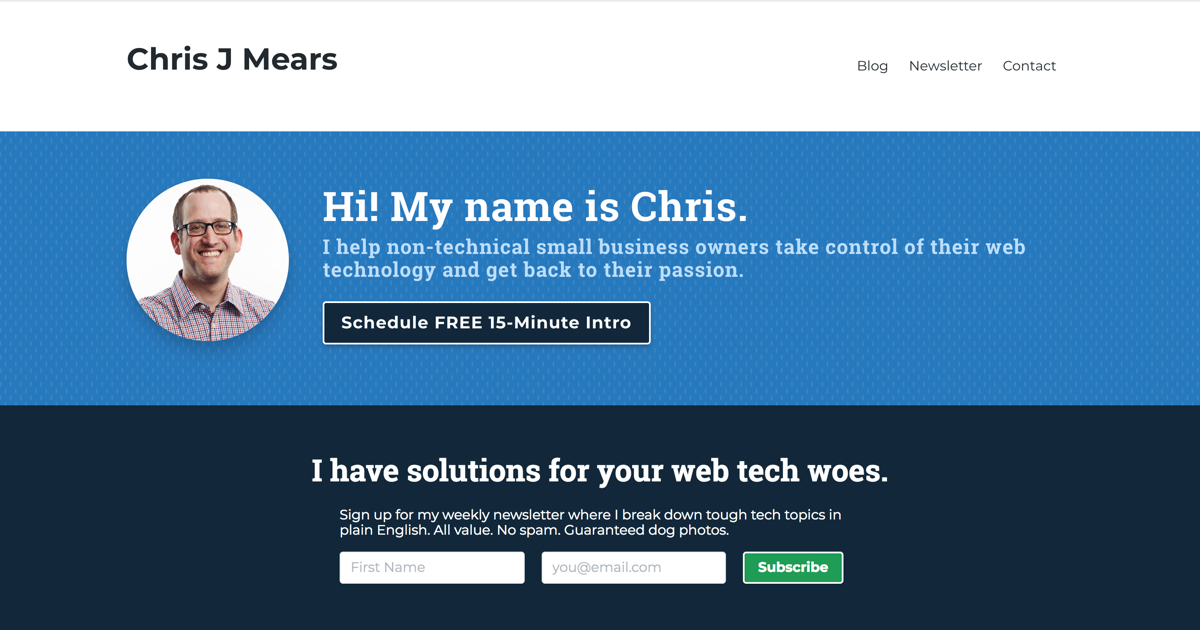 Chris J Mears
Blog Newsletter Contact
Hi! My name is Chris.
I help non-technical small business owners take control of their web
technology and get back to their passion.
Schedule FREE 15-Minute Intro
I have solutions for your web tech woes.
Sign up for my weekly newsletter where I break down tough tech topics in
plain English. All value. No spam. Guaranteed dog photos.
First Name you@email.com Subscribe